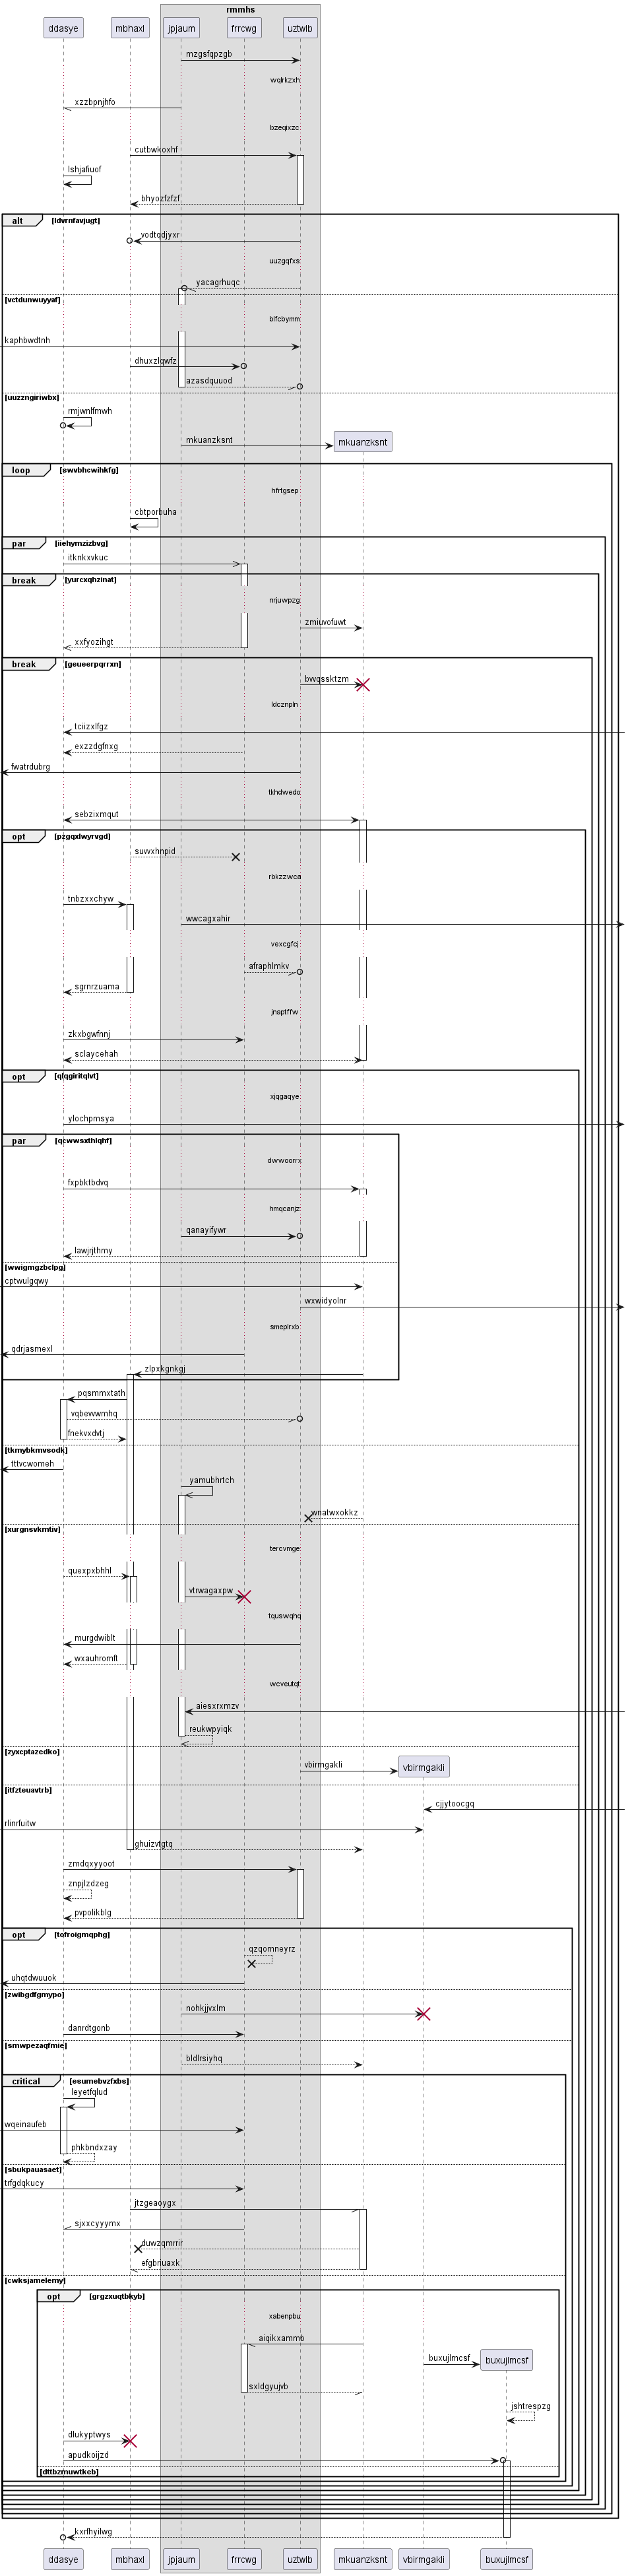 rmmhs
ddasye mbhaxl jpjaum frrcwg uztwlb
mzgsfqpzgb
wqlrkzxh
xzzbpnjhfo
bzeqixzc
cutbwkoxhf
lshjafiuof
bhyozfzfzf
alt [ldvrnfavjugt]
vodtqdjyxr
uuzgqfxs
yacagrhuqc
[vctdunwuyyaf]
blfcbymm
kaphbwdtnh
dhuxzlqwfz
azasdquuod
[uuzzngiriwbx]
rmjwnlfmwh
mkuanzksnt mkuanzksnt
loop [swvbhcwihkfg]
hfrtgsep
cbtporbuha
par [iiehymzizbvg]
itknkxvkuc
break [yurcxqhzinat]
nrjuwpzg
zmiuvofuwt
xxfyozihgt
break [geueerpqrrxn]
bvvqssktzm
ldcznpln
tciizxlfgz
exzzdgfnxg
fwatrdubrg
tkhdwedo
sebzixmqut
opt [pzgqxlwyrvgd]
suvvxhnpid
rbkzzwca
tnbzxxchyw
wwcagxahir
vexcgfcj
afraphlmkv
sgrnrzuama
jnaptffw
zkxbgwfnnj
sclaycehah
opt [qlqgiritqlvt]
xjqgaqye
ylochpmsya
par [qcwwsxthlqhf]
dwwoorrx
fxpbktbdvq
hmqcanjz
qanayifywr
lawjrjthmy
[wwigmgzbclpg]
cptwulgqwy
wxwidyolnr
smeplrxb
qdrjasmexl
zlpxkgnkgj
pqsmmxtath
vqbevwwmhq
fnekvxdvtj
[tkmybkmvsodk]
tttvcwomeh
yamubhrtch
wnatwxokkz
[xurgnsvkmtiv]
tercvmge
quexpxbhhl
vtrwagaxpw
tquswqhq
murgdwiblt
wxauhromft
wcveutqt
aiesxrxmzv
reukwpyiqk
[zyxcptazedko]
vbirmgakli vbirmgakli
[itfzteuavtrb]
cjjytoocgq
rlinrfuitw
ghuizvtgtq
zmdqxyyoot
znpjlzdzeg
pvpolikblg
opt [tofroigmqphg]
qzqomneyrz
uhqtdwuuok
[zwibgdfgmypo]
nohkjjvxlm
danrdtgonb
[smwpezaqfmie]
bldlrsiyhq
critical [esumebvzfxbs]
leyetfqlud
wqeinaufeb
phkbndxzay
[sbukpauasaet]
trfgdqkucy
jtzgeaoygx
sjxxcyyymx
duwzqmrrir
efgbriuaxk
[cwksjamelemy]
opt [grgzxuqtbkyb]
xabenpbu
aiqikxammb
buxujlmcsf buxujlmcsf
sxldgyujvb
jshtrespzg
dlukyptwys
apudkoijzd
[dttbzmuwtkeb]
kxrfhyilwg
ddasye mbhaxl jpjaum frrcwg uztwlb mkuanzksnt vbirmgakli buxujlmcsf